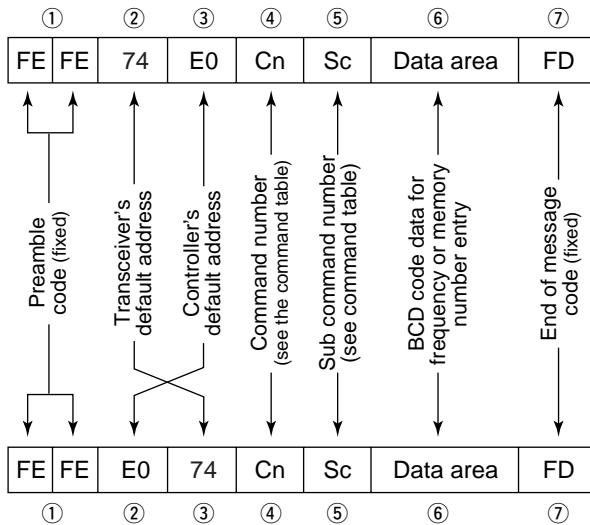 ① ② ③ ④ ⑤ ⑥ ⑦
FE FE 74 E0 Cn Sc Data area FD
Preamble
code (fixed)
Transceiver's
default address
Controller's
default address
Command number
(see the command table)
Sub command number
(see command table)
BCD code data for
frequency or memory
number entry
End of message
code (fixed)
FE FE E0 74 Cn Sc Data area FD
① ② ③ ④ ⑤ ⑥ ⑦